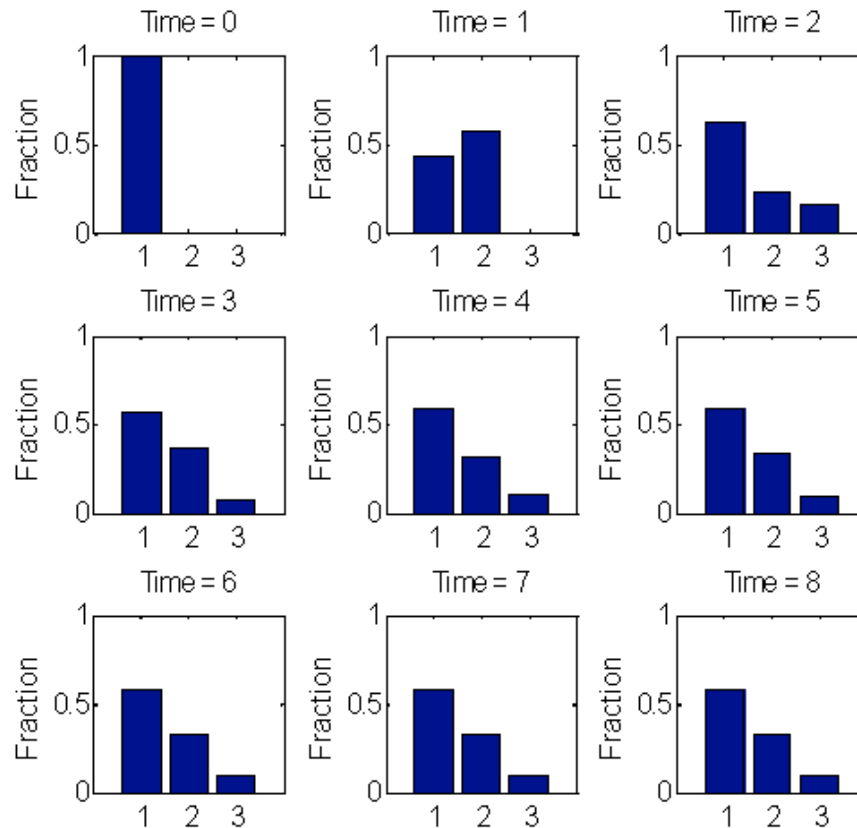 Time = 0
Time = 1
Time = 2
1
0.5
0
Fraction
1 2 3
1
0.5
0
Fraction
1 2 3
1
0.5
0
Fraction
1 2 3
Time = 3
Time = 4
Time = 5
1
0.5
0
Fraction
1 2 3
1
0.5
0
Fraction
1 2 3
1
0.5
0
Fraction
1 2 3
Time = 6
Time = 7
Time = 8
1
0.5
0
Fraction
1 2 3
1
0.5
0
Fraction
1 2 3
1
0.5
0
Fraction
1 2 3